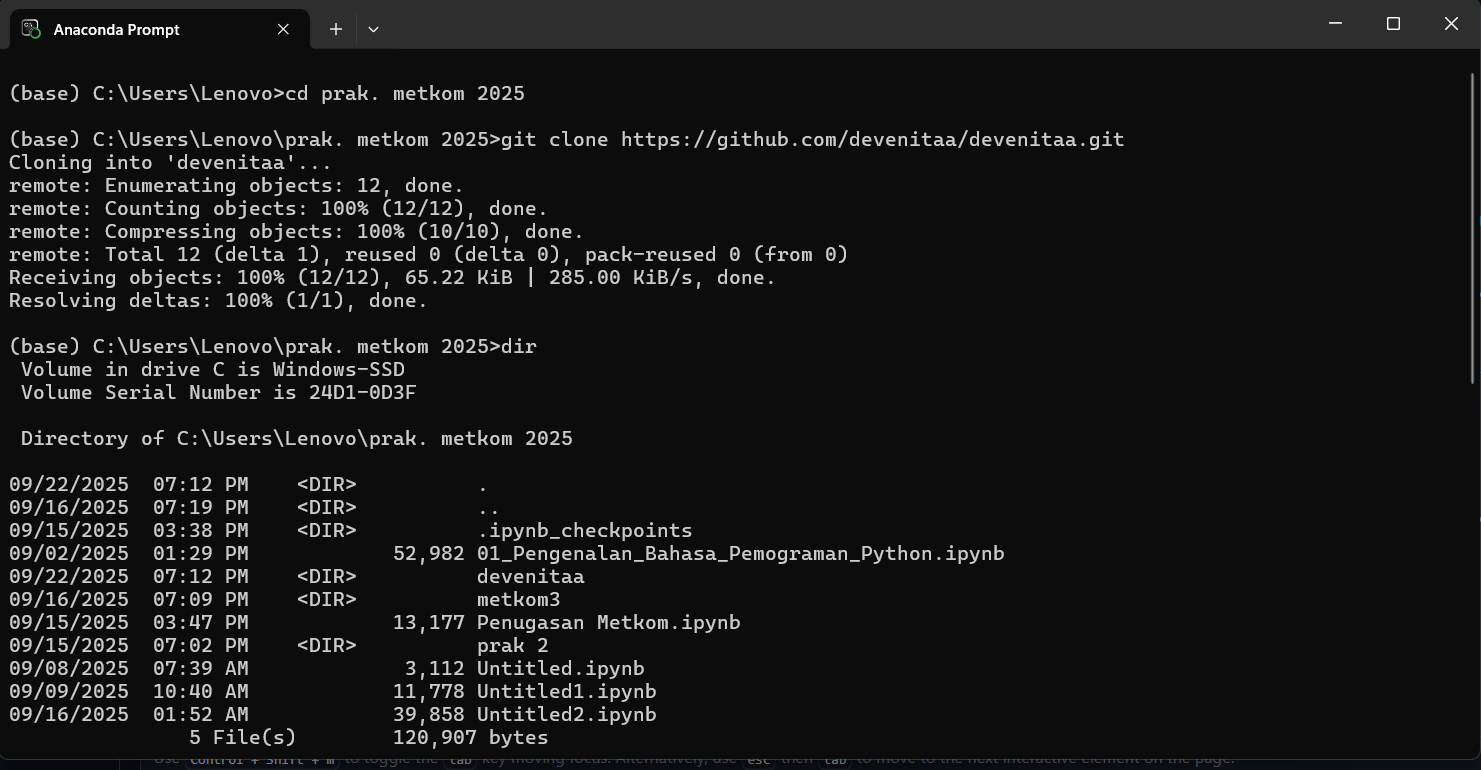 Anaconda Prompt
(base) C:\Users\Lenovo>cd prak. metkom 2025
(base) C:\Users\Lenovo\prak. metkom 2025>git clone https://github.com/devenitaa/devenitaa.git
Cloning into 'devenitaa'...
remote: Enumerating objects: 12, done.
remote: Counting objects: 100% (12/12), done.
remote: Compressing objects: 100% (10/10), done.
remote: Total 12 (delta 1), reused 0 (delta 0), pack-reused 0 (from 0)
Receiving objects: 100% (12/12), 65.22 KiB | 285.00 KiB/s, done.
Resolving deltas: 100% (1/1), done.
(base) C:\Users\Lenovo\prak. metkom 2025>dir
 Volume in drive C is Windows-SSD
 Volume Serial Number is 24D1-0D3F
 Directory of C:\Users\Lenovo\prak. metkom 2025
09/22/2025  07:12 PM    <DIR>          .
09/16/2025  07:19 PM    <DIR>          ..
09/15/2025  03:38 PM    <DIR>          .ipynb_checkpoints
09/02/2025  01:29 PM            52,982 01_Pengenalan_Bahasa_Pemograman_Python.ipynb
09/22/2025  07:12 PM    <DIR>          devenitaa
09/16/2025  07:09 PM    <DIR>          metkom3
09/15/2025  03:47 PM            13,177 Penugasan Metkom.ipynb
09/15/2025  07:02 PM    <DIR>          prak 2
09/08/2025  07:39 AM             3,112 Untitled.ipynb
09/09/2025  10:40 AM            11,778 Untitled1.ipynb
09/16/2025  01:52 AM            39,858 Untitled2.ipynb
               5 File(s)        120,907 bytes
Use Control + Shift + m to toggle the tab key moving focus. Alternatively, use esc then tab to move to the next interactive element on the page.